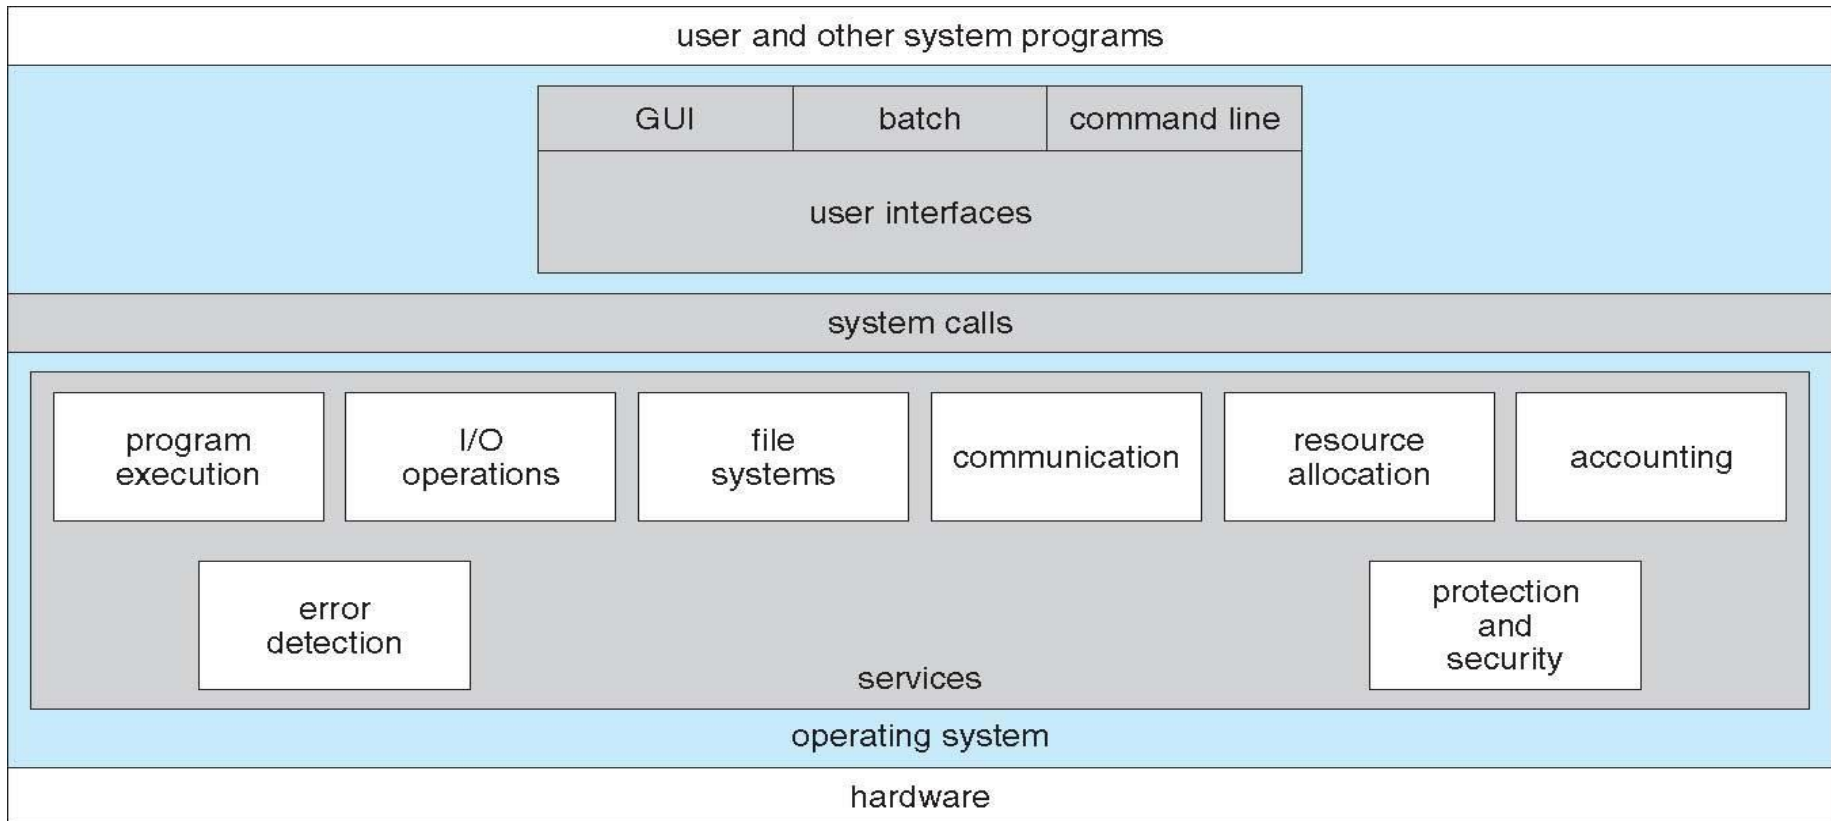 user and other system programs
GUI
batch
command line
user interfaces
system calls
program
execution
I/O
operations
file
systems
communication
resource
allocation
accounting
error
detection
protection
and
security
services
operating system
hardware